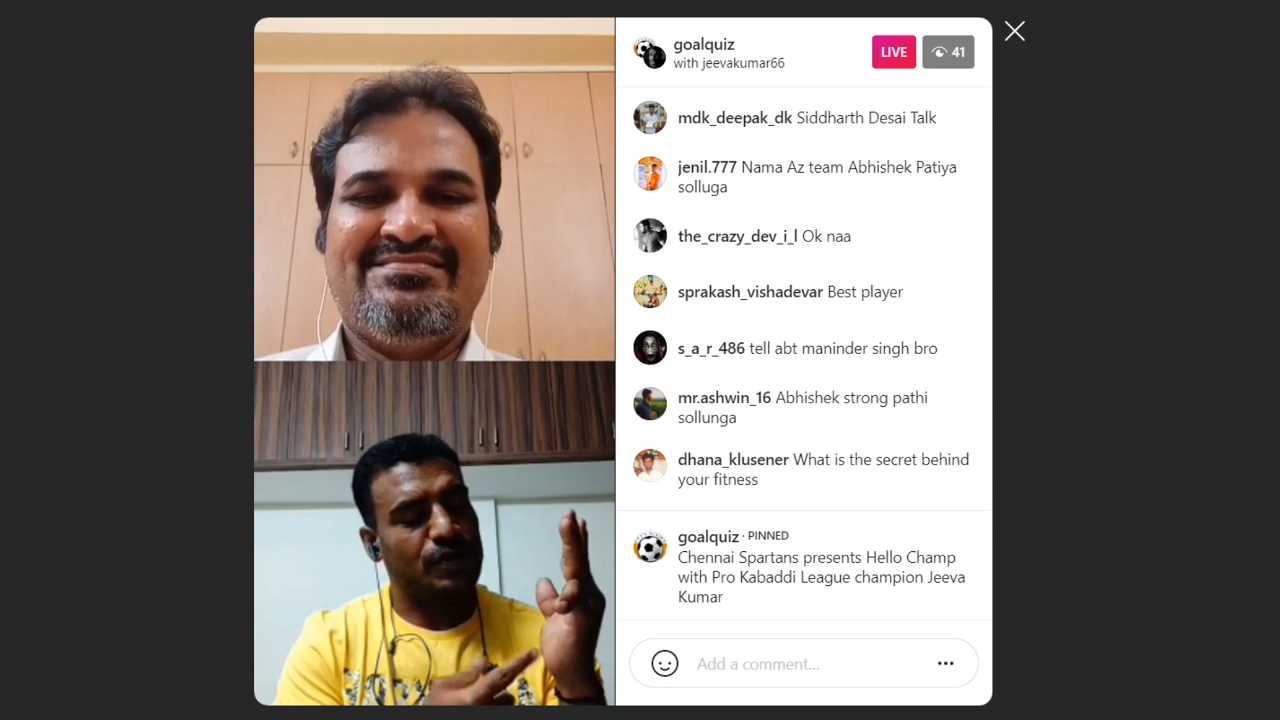 goalquiz
with jeevakumar66
LIVE
41
mdk_deepak_dk Siddharth Desai Talk
jenil.777 Nama Az team Abhishek Patiya
solluga
the_crazy_dev_i_l Ok naa
sprakash_vishadevar Best player
s_a_r_486 tell abt maninder singh bro
mr.ashwin_16 Abhishek strong pathi
sollunga
dhana_klusener What is the secret behind
your fitness
goalquiz · PINNED
Chennai Spartans presents Hello Champ
with Pro Kabaddi League champion Jeeva
Kumar
Add a comment...